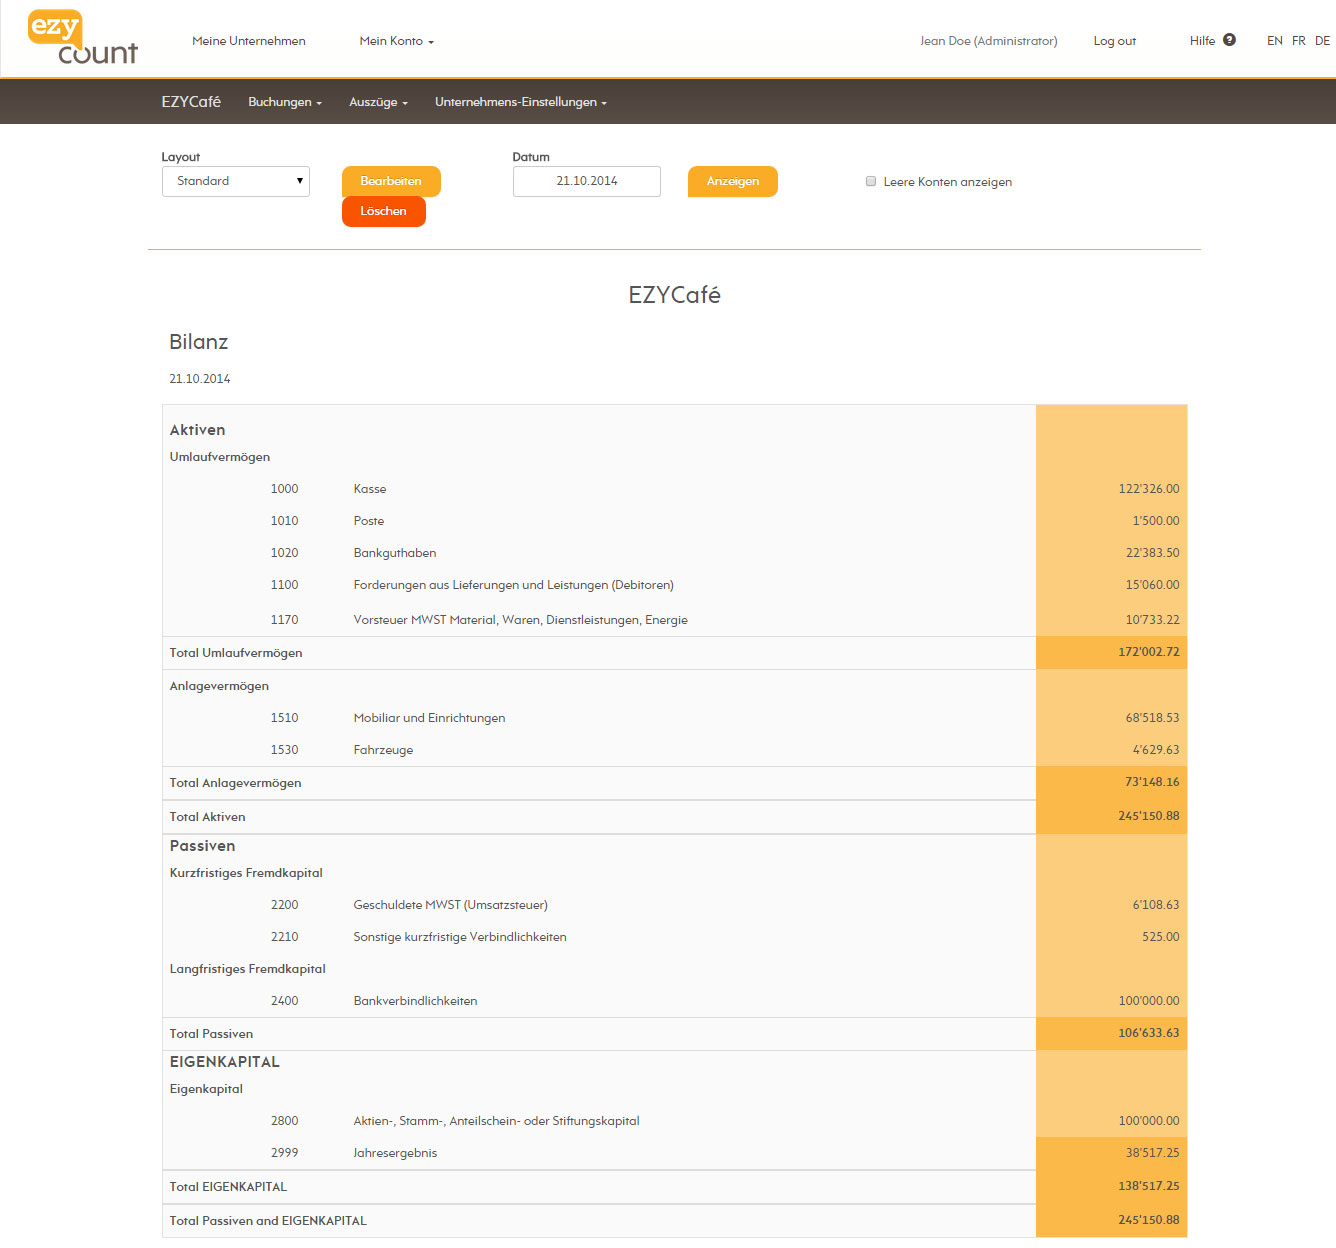 ezy
count
Meine Unternehmen Mein Konto Jean Doe (Administrator) Log out Hilfe ? EN FR DE
EZYCafé Buchungen Auszüge Unternehmens-Einstellungen
Layout Datum
Standard Bearbeiten 21.10.2014 Anzeigen Leere Konten anzeigen
Löschen
EZYCafé
Bilanz
21.10.2014
Aktiven
Umlaufvermögen
1000 Kasse 122'326.00
1010 Poste 1'500.00
1020 Bankguthaben 22'383.50
1100 Forderungen aus Lieferungen und Leistungen (Debitoren) 15'060.00
1170 Vorsteuer MWST Material, Waren, Dienstleistungen, Energie 10'733.22
Total Umlaufvermögen 172'002.72
Anlagevermögen
1510 Mobiliar und Einrichtungen 68'518.53
1530 Fahrzeuge 4'629.63
Total Anlagevermögen 73'148.16
Total Aktiven 245'150.88
Passiven
Kurzfristiges Fremdkapital
2200 Geschuldete MWST (Umsatzsteuer) 6'108.63
2210 Sonstige kurzfristige Verbindlichkeiten 525.00
Langfristiges Fremdkapital
2400 Bankverbindlichkeiten 100'000.00
Total Passiven 106'633.63
EIGENKAPITAL
Eigenkapital
2800 Aktien-, Stamm-, Anteilschein- oder Stiftungskapital 100'000.00
2999 Jahresergebnis 38'517.25
Total EIGENKAPITAL 138'517.25
Total Passiven and EIGENKAPITAL 245'150.88